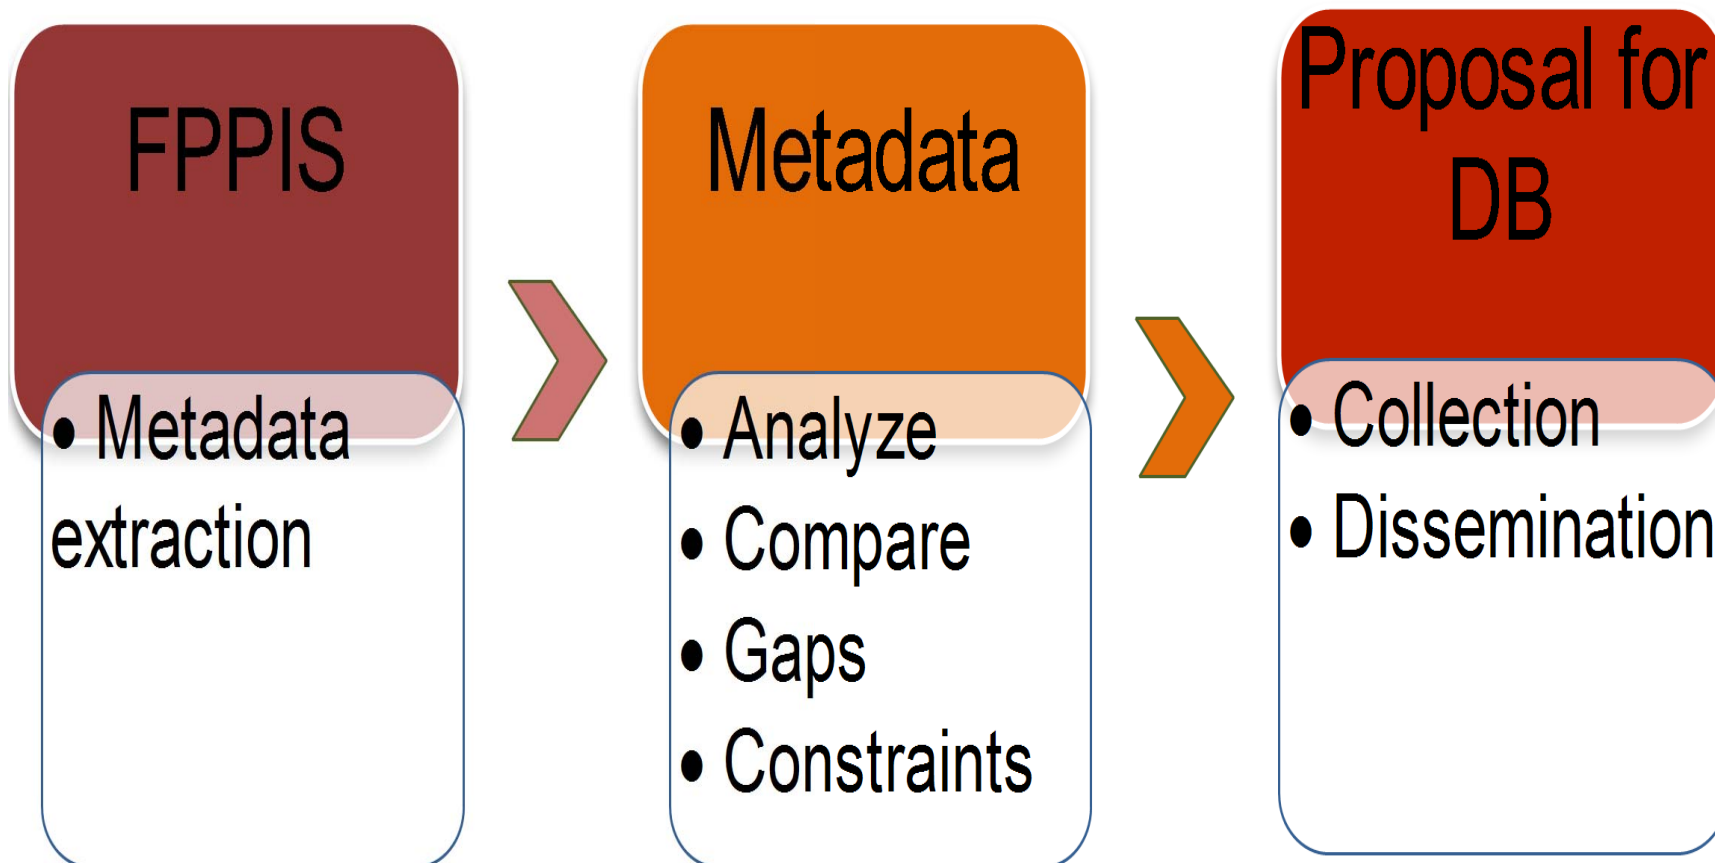 FPPIS
• Metadata
extraction
Metadata
• Analyze
• Compare
• Gaps
• Constraints
Proposal for
DB
• Collection
• Dissemination